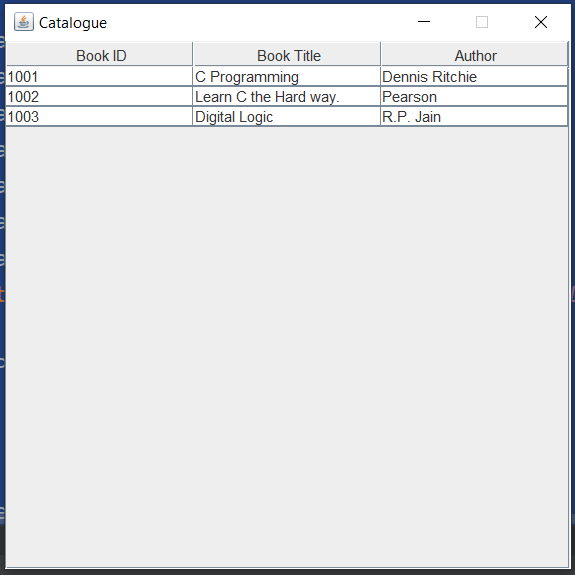 Catalogue
Book ID Book Title Author
1001 C Programming Dennis Ritchie
1002 Learn C the Hard way. Pearson
1003 Digital Logic R.P. Jain